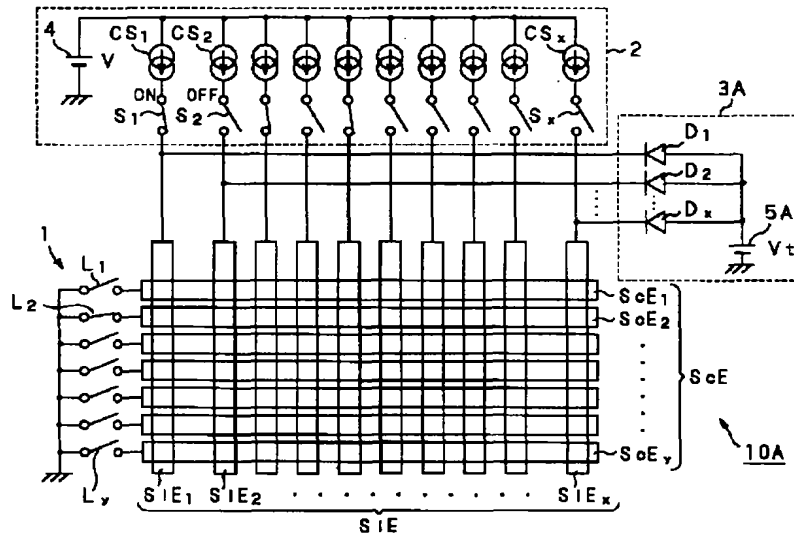 CS1 CS2 CSx
4 V 2
ON OFF
S1 S2 Sx
3A
D1
D2
Dx
5A
Vt
1
L1
L2
Ly
ScE1
ScE2
ScE
ScEy
10A
SIE1 SIE2 SIEx
SIE